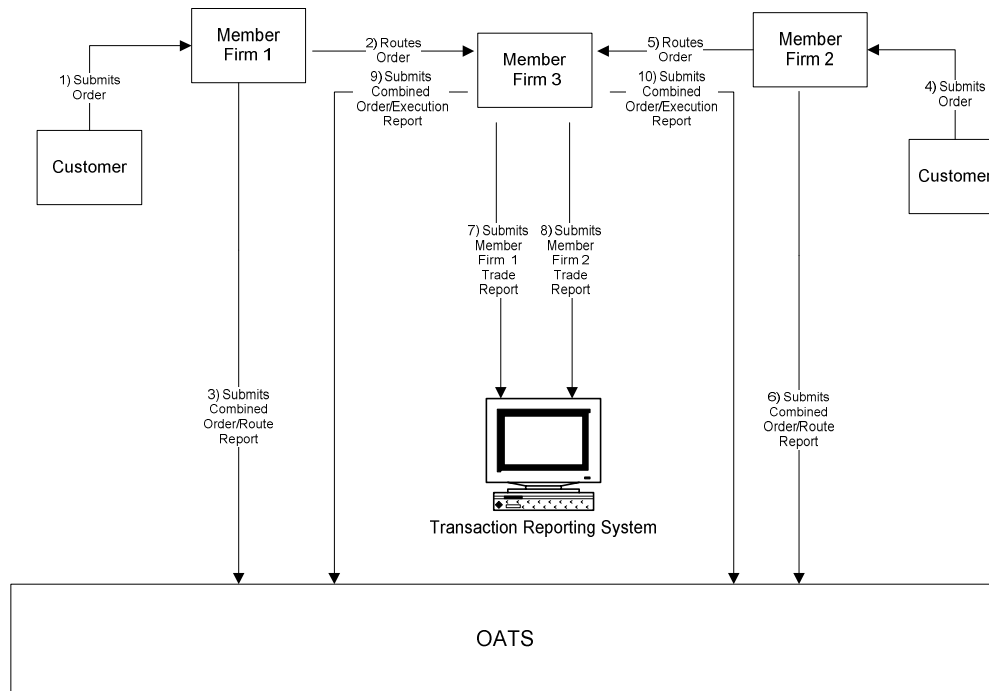 Member
Firm 1
1) Submits
Order
Customer
2) Routes
Order
9) Submits
Combined
Order/Execution
Report
Member
Firm 3
5) Routes
Order
10) Submits
Combined
Order/Execution
Report
Member
Firm 2
4) Submits
Order
Customer
7) Submits
Member
Firm 1
Trade
Report
8) Submits
Member
Firm 2
Trade
Report
3) Submits
Combined
Order/Route
Report
6) Submits
Combined
Order/Route
Report
Transaction Reporting System
OATS